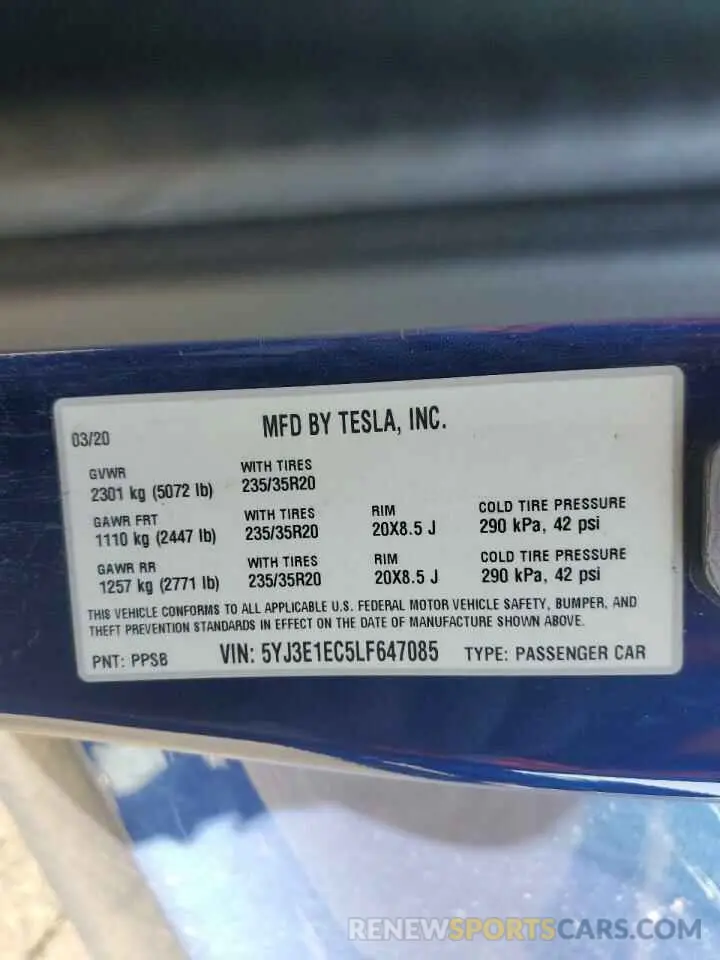 03/20 MFD BY TESLA, INC.
GVWR WITH TIRES
2301 kg (5072 lb) 235/35R20
GAWR FRT WITH TIRES RIM COLD TIRE PRESSURE
1110 kg (2447 lb) 235/35R20 20X8.5 J 290 kPa, 42 psi
GAWR RR WITH TIRES RIM COLD TIRE PRESSURE
1257 kg (2771 lb) 235/35R20 20X8.5 J 290 kPa, 42 psi
THIS VEHICLE CONFORMS TO ALL APPLICABLE U.S. FEDERAL MOTOR VEHICLE SAFETY, BUMPER, AND
THEFT PREVENTION STANDARDS IN EFFECT ON THE DATE OF MANUFACTURE SHOWN ABOVE.
PNT: PPSB VIN: 5YJ3E1EC5LF647085 TYPE: PASSENGER CAR
RENEWSPORTSCARS.COM